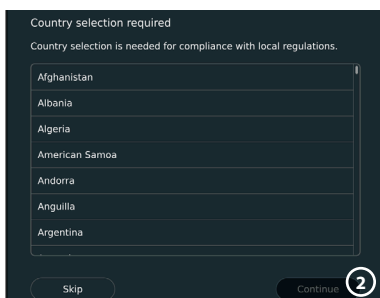 Country selection required
Country selection is needed for compliance with local regulations.
Afghanistan
Albania
Algeria
American Samoa
Andorra
Anguilla
Argentina
Skip
Continue
2